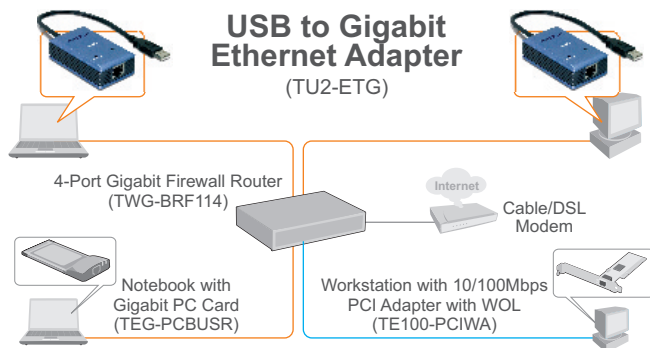 USB to Gigabit
Ethernet Adapter
(TU2-ETG)
4-Port Gigabit Firewall Router
(TWG-BRF114)
Internet
Cable/DSL
Modem
Notebook with
Gigabit PC Card
(TEG-PCBUSR)
Workstation with 10/100Mbps
PCI Adapter with WOL
(TE100-PCIWA)